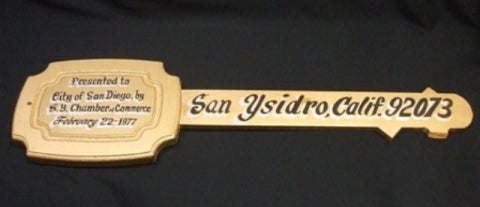 Presented to
City of San Diego, by
S.Y. Chamber of Commerce
February 22-1977
San Ysidro, Calif. 92073